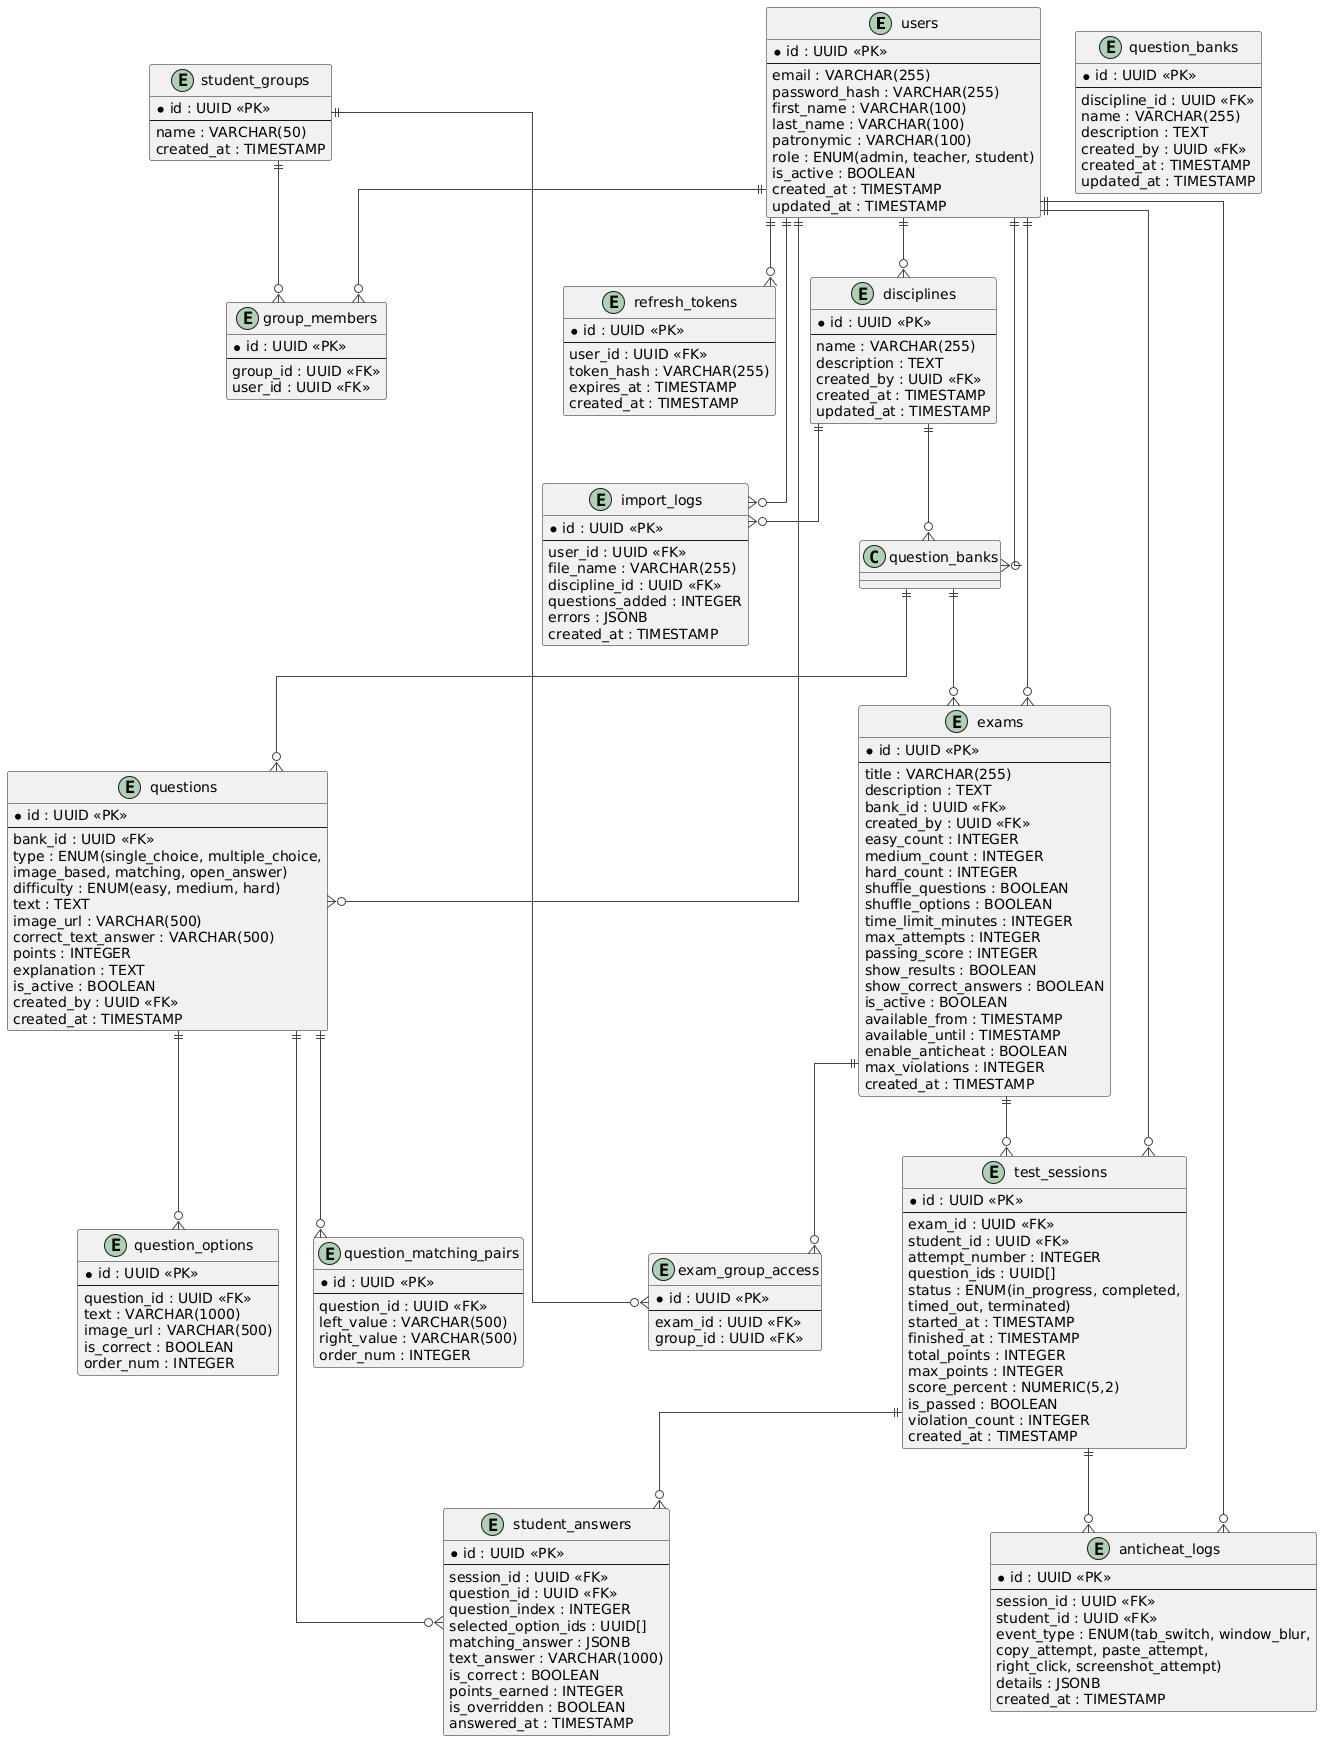 E users
* id : UUID «PK»
email : VARCHAR(255)
password_hash : VARCHAR(255)
first_name : VARCHAR(100)
last_name : VARCHAR(100)
patronymic : VARCHAR(100)
role : ENUM(admin, teacher, student)
is_active : BOOLEAN
created_at : TIMESTAMP
updated_at : TIMESTAMP
E question_banks
* id : UUID «PK»
discipline_id : UUID «FK»
name : VARCHAR(255)
description : TEXT
created_by : UUID «FK»
created_at : TIMESTAMP
updated_at : TIMESTAMP
E student_groups
* id : UUID «PK»
name : VARCHAR(50)
created_at : TIMESTAMP
E group_members
* id : UUID «PK»
group_id : UUID «FK»
user_id : UUID «FK»
E refresh_tokens
* id : UUID «PK»
user_id : UUID «FK»
token_hash : VARCHAR(255)
expires_at : TIMESTAMP
created_at : TIMESTAMP
E disciplines
* id : UUID «PK»
name : VARCHAR(255)
description : TEXT
created_by : UUID «FK»
created_at : TIMESTAMP
updated_at : TIMESTAMP
E import_logs
* id : UUID «PK»
user_id : UUID «FK»
file_name : VARCHAR(255)
discipline_id : UUID «FK»
questions_added : INTEGER
errors : JSONB
created_at : TIMESTAMP
C question_banks
E questions
* id : UUID «PK»
bank_id : UUID «FK»
type : ENUM(single_choice, multiple_choice,
image_based, matching, open_answer)
difficulty : ENUM(easy, medium, hard)
text : TEXT
image_url : VARCHAR(500)
correct_text_answer : VARCHAR(500)
points : INTEGER
explanation : TEXT
is_active : BOOLEAN
created_by : UUID «FK»
created_at : TIMESTAMP
E exams
* id : UUID «PK»
title : VARCHAR(255)
description : TEXT
bank_id : UUID «FK»
created_by : UUID «FK»
easy_count : INTEGER
medium_count : INTEGER
hard_count : INTEGER
shuffle_questions : BOOLEAN
shuffle_options : BOOLEAN
time_limit_minutes : INTEGER
max_attempts : INTEGER
passing_score : INTEGER
show_results : BOOLEAN
show_correct_answers : BOOLEAN
is_active : BOOLEAN
available_from : TIMESTAMP
available_until : TIMESTAMP
enable_anticheat : BOOLEAN
max_violations : INTEGER
created_at : TIMESTAMP
E question_options
* id : UUID «PK»
question_id : UUID «FK»
text : VARCHAR(1000)
image_url : VARCHAR(500)
is_correct : BOOLEAN
order_num : INTEGER
E question_matching_pairs
* id : UUID «PK»
question_id : UUID «FK»
left_value : VARCHAR(500)
right_value : VARCHAR(500)
order_num : INTEGER
E exam_group_access
* id : UUID «PK»
exam_id : UUID «FK»
group_id : UUID «FK»
E test_sessions
* id : UUID «PK»
exam_id : UUID «FK»
student_id : UUID «FK»
attempt_number : INTEGER
question_ids : UUID[]
status : ENUM(in_progress, completed,
timed_out, terminated)
started_at : TIMESTAMP
finished_at : TIMESTAMP
total_points : INTEGER
max_points : INTEGER
score_percent : NUMERIC(5,2)
is_passed : BOOLEAN
violation_count : INTEGER
created_at : TIMESTAMP
E student_answers
* id : UUID «PK»
session_id : UUID «FK»
question_id : UUID «FK»
question_index : INTEGER
selected_option_ids : UUID[]
matching_answer : JSONB
text_answer : VARCHAR(1000)
is_correct : BOOLEAN
points_earned : INTEGER
is_overridden : BOOLEAN
answered_at : TIMESTAMP
E anticheat_logs
* id : UUID «PK»
session_id : UUID «FK»
student_id : UUID «FK»
event_type : ENUM(tab_switch, window_blur,
copy_attempt, paste_attempt,
right_click, screenshot_attempt)
details : JSONB
created_at : TIMESTAMP